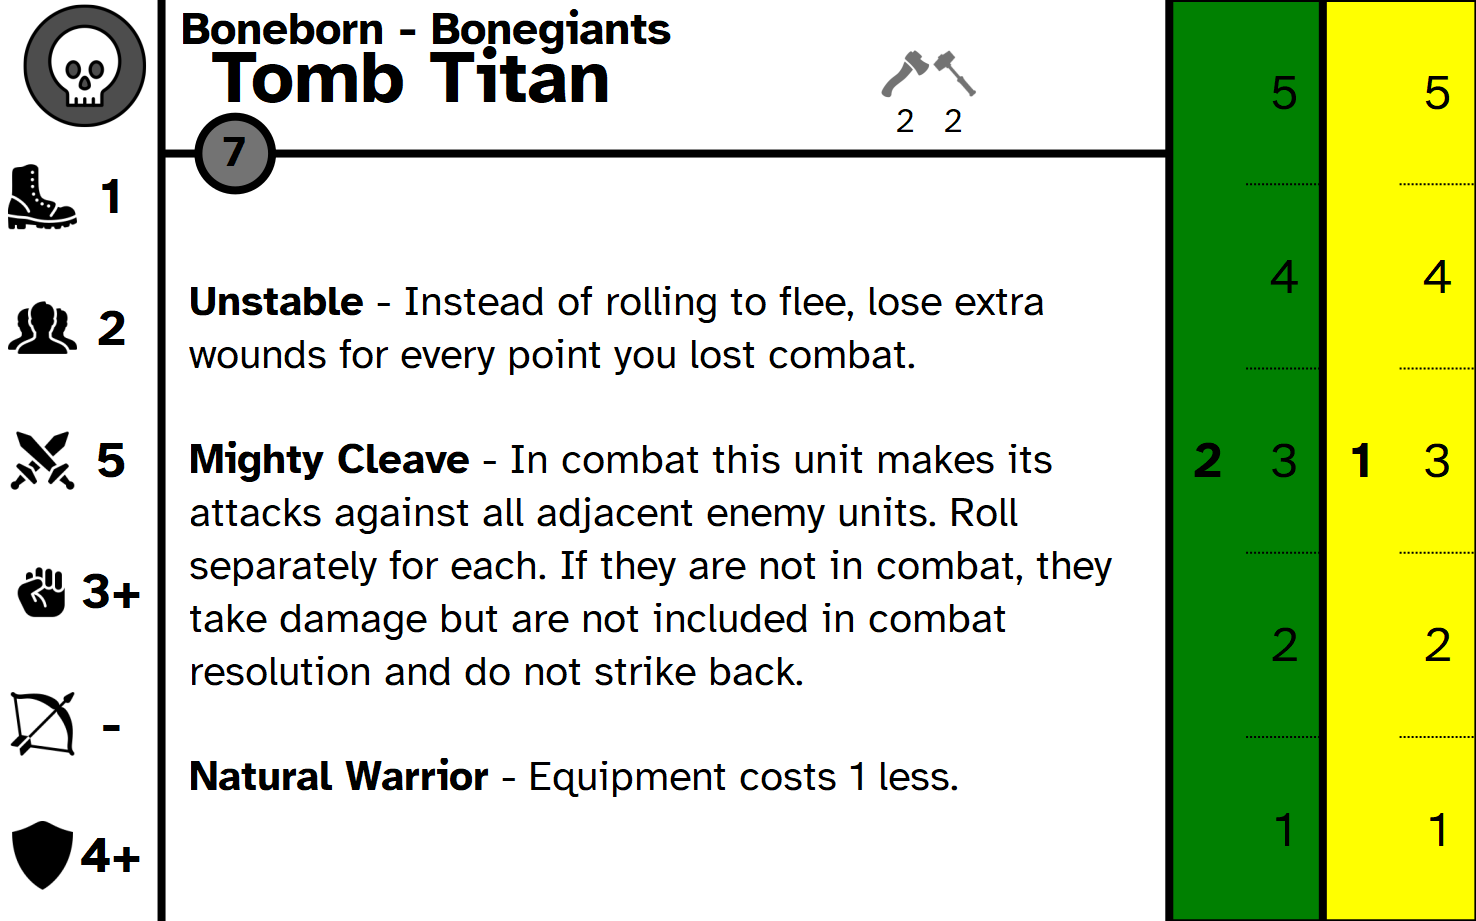 Boneborn - Bonegiants
Tomb Titan
2 2
7
1
2
5
3+
-
4+
Unstable - Instead of rolling to flee, lose extra
wounds for every point you lost combat.
Mighty Cleave - In combat this unit makes its
attacks against all adjacent enemy units. Roll
separately for each. If they are not in combat, they
take damage but are not included in combat
resolution and do not strike back.
Natural Warrior - Equipment costs 1 less.
5 5
4 4
2 3 1 3
2 2
1 1